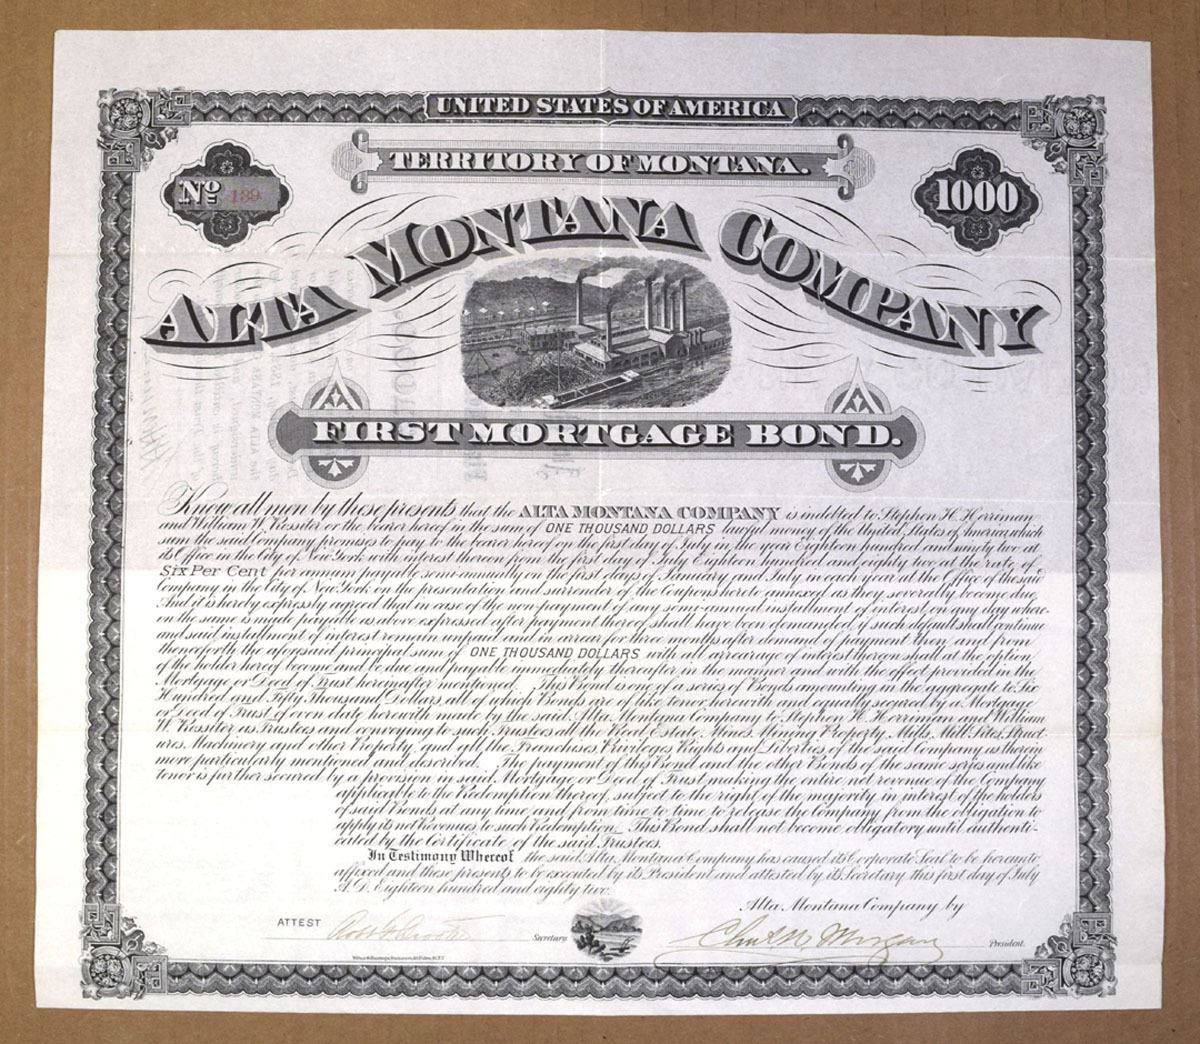 UNITED STATES OF AMERICA
TERRITORY OF MONTANA.
No 139
1000
ALTA MONTANA COMPANY
FIRST MORTGAGE BOND.
Know all men by these presents that the ALTA MONTANA COMPANY is indebted to Stephen H. Herriman
and William W. Rossiter or the bearer hereof in the sum of ONE THOUSAND DOLLARS lawful money of the United States of America, which
sum the said Company promises to pay to the bearer hereof on the first day of July in the year Eighteen hundred and ninety two at
its Office in the City of New York with interest thereon from the first day of July Eighteen hundred and eighty two at the rate of
Six Per Cent per annum payable semi-annually on the first days of January and July in each year at the Office of the said
Company in the City of New York on the presentation and surrender of the Coupons hereto annexed as they severally become due.
And it is hereby expressly agreed that in case of the non-payment of any semi-annual installment of interest, on any day where-
on the same is made payable as above expressed after payment thereof shall have been demanded, if such default shall continue
and said installment of interest remain unpaid and in arrear for three months after demand of payment then and from
thenceforth the aforesaid principal sum of ONE THOUSAND DOLLARS with all arrearage of interest thereon shall at the option
of the holder hereof become and be due and payable immediately thereafter in the manner and with the effect provided in the
Mortgage or Deed of Trust hereinafter mentioned. This Bond is one of a series of Bonds amounting in the aggregate to Six
Hundred and Fifty Thousand Dollars, all of which Bonds are of like tenor herewith and equally secured by a Mortgage
or Deed of Trust of even date herewith made by the said Alta Montana Company to Stephen H. Herriman and William
W. Rossiter as Trustees and conveying to such Trustees all the Real Estate, Mines, Mining Property, Mills, Mill Sites, Struct
ures, Machinery and other Property, and all the Franchises, Privileges Rights and Liberties of the said Company as therein
more particularly mentioned and described. The payment of this Bond and the other Bonds of the same series and like
tenor is further secured by a provision in said Mortgage or Deed of Trust making the entire net revenue of the Company
applicable to the Redemption thereof, subject to the right of the majority in interest of the holders
of said Bonds at any time and from time to time to release the Company from the obligation to
apply its net Revenues to such Redemption. This Bond shall not become obligatory until authenti-
cated by the Certificate of the said Trustees.
In Testimony Whereof the said Alta Montana Company has caused its Corporate Seal to be hereunto
affixed and these presents to be executed by its President and attested by its Secretary this first day of July
A.D. Eighteen hundred and eighty two.
Alta Montana Company by
ATTEST
Secretary.
Chas M Morgan
President.